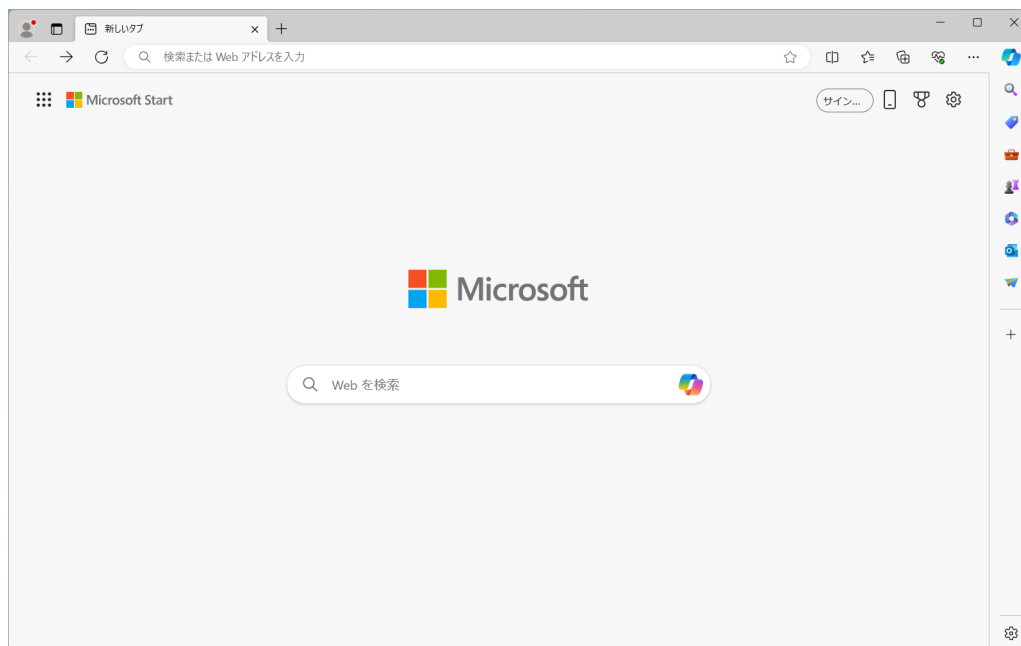 新しいタブ
検索または Web アドレスを入力
Microsoft Start
サイン...
Microsoft
Web を検索